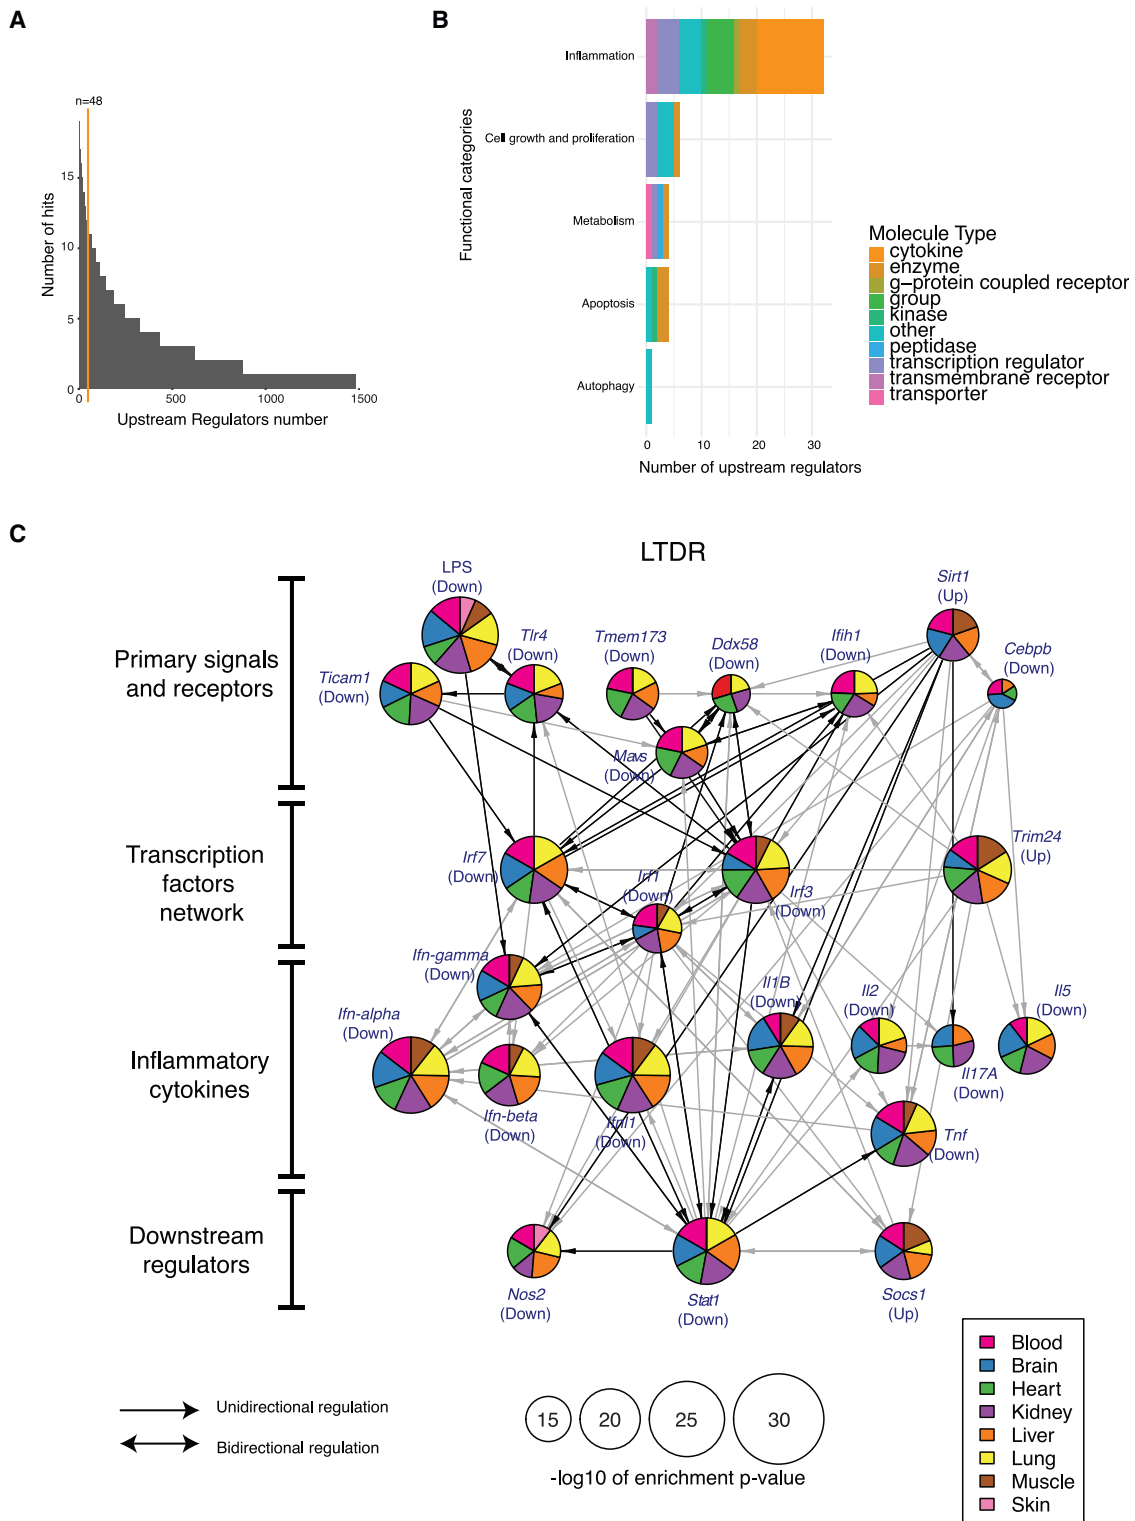 A
n=48
Number of hits
15
10
5
0
0
500
1000
1500
Upstream Regulators number
B
Functional categories
Inflammation
Cell growth and proliferation
Metabolism
Apoptosis
Autophagy
0
10
20
30
Number of upstream regulators
Molecule Type
cytokine
enzyme
g−protein coupled receptor
group
kinase
other
peptidase
transcription regulator
transmembrane receptor
transporter
C
LTDR
Primary signals
and receptors
Transcription
factors
network
Inflammatory
cytokines
Downstream
regulators
LPS
(Down)
Tlr4
(Down)
Ticam1
(Down)
Tmem173
(Down)
Ddx58
(Down)
Ifih1
(Down)
Sirt1
(Up)
Cebpb
(Down)
Mavs
(Down)
Irf7
(Down)
Irf1
(Down)
Irf3
(Down)
Trim24
(Up)
Ifn-gamma
(Down)
Ifn-alpha
(Down)
Ifn-beta
(Down)
Ifnl1
(Down)
Il1B
(Down)
Il2
(Down)
Il17A
(Down)
Il5
(Down)
Tnf
(Down)
Nos2
(Down)
Stat1
(Down)
Socs1
(Up)
Unidirectional regulation
Bidirectional regulation
15
20
25
30
-log10 of enrichment p-value
Blood
Brain
Heart
Kidney
Liver
Lung
Muscle
Skin